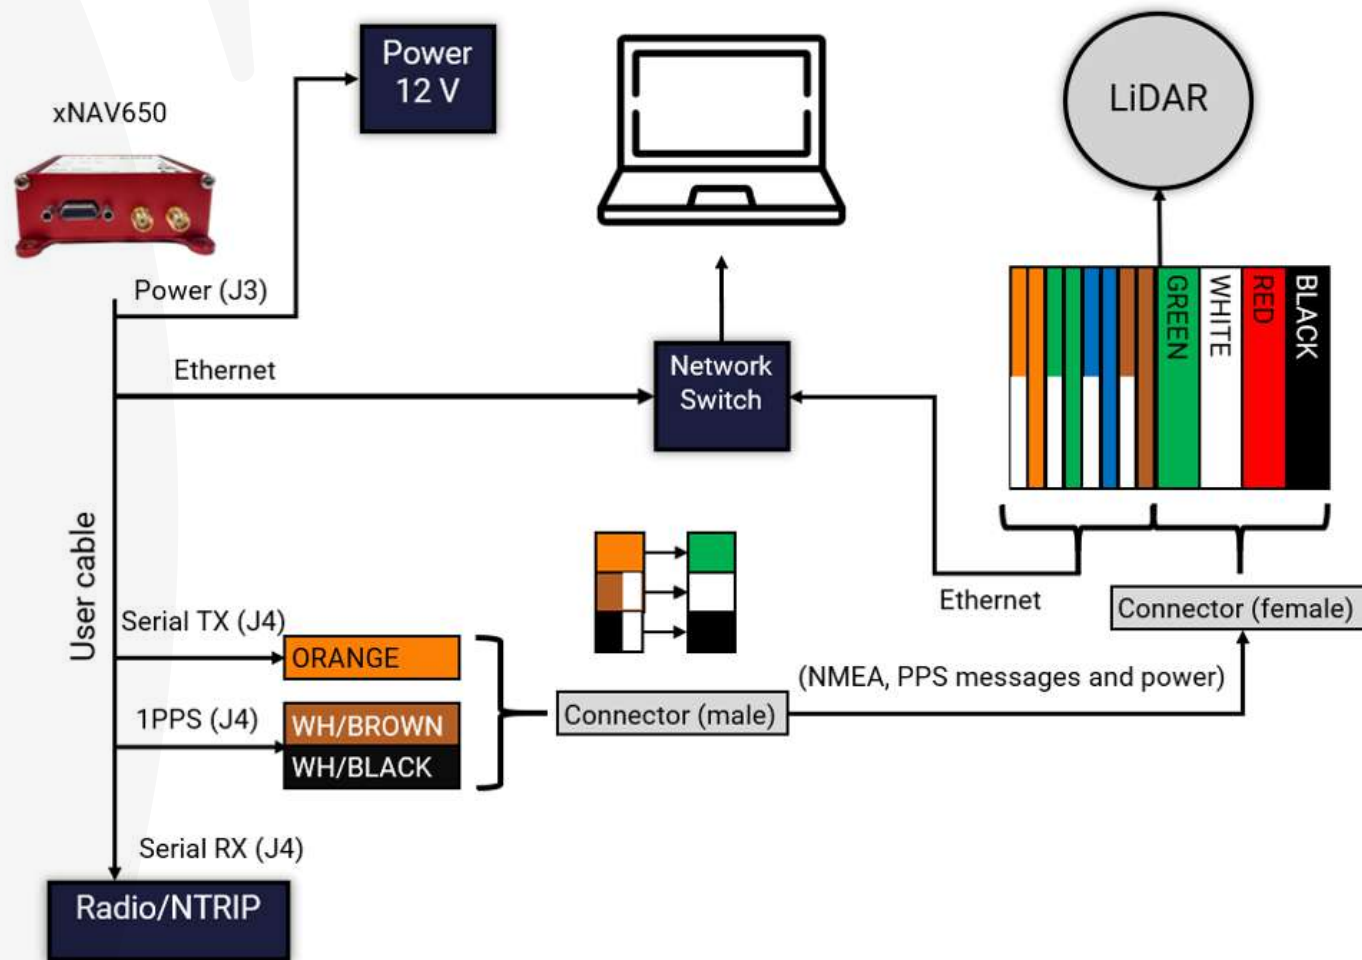 Power
12 V
xNAV650
LiDAR
Power (J3)
GREEN
WHITE
RED
BLACK
Ethernet
Network
Switch
User cable
Ethernet
Connector (female)
Serial TX (J4)
ORANGE
(NMEA, PPS messages and power)
1PPS (J4)
WH/BROWN
Connector (male)
WH/BLACK
Serial RX (J4)
Radio/NTRIP